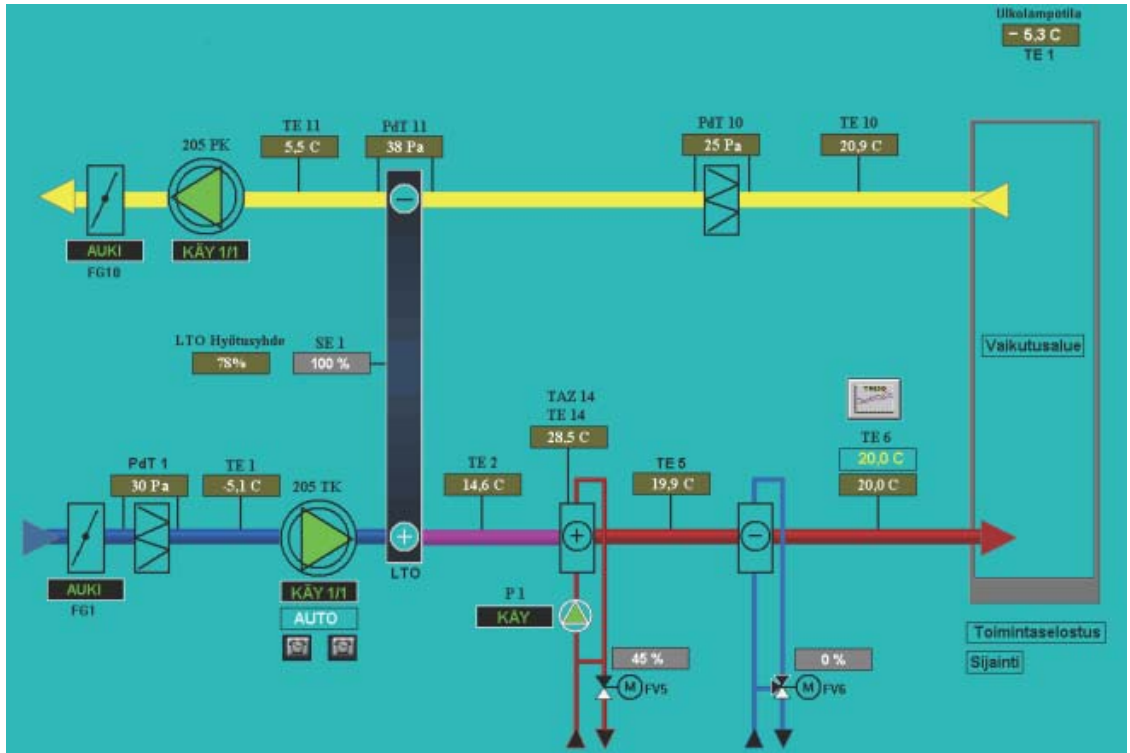 Ulkolampotila
- 5.3 C
TE 1
TE 11
5,5 C
PdT 11
38 Pa
PdT 10
25 Pa
TE 10
20,9 C
205 PK
AUKI
FG10
KÄY 1/1
LTO Hyötusyhde
78%
SE 1
100 %
Vaikutusalue
TREND
TAZ 14
TE 14
28,5 C
TE 6
20,0 C
20,0 C
PdT 1
30 Pa
TE 1
-5,1 C
205 TK
TE 2
14,6 C
TE 5
19,9 C
LTO
AUKI
FG1
KÄY 1/1
AUTO
P 1
KÄY
Toimintaselostus
Sijainti
45 %
M
FV5
0 %
M
FV6